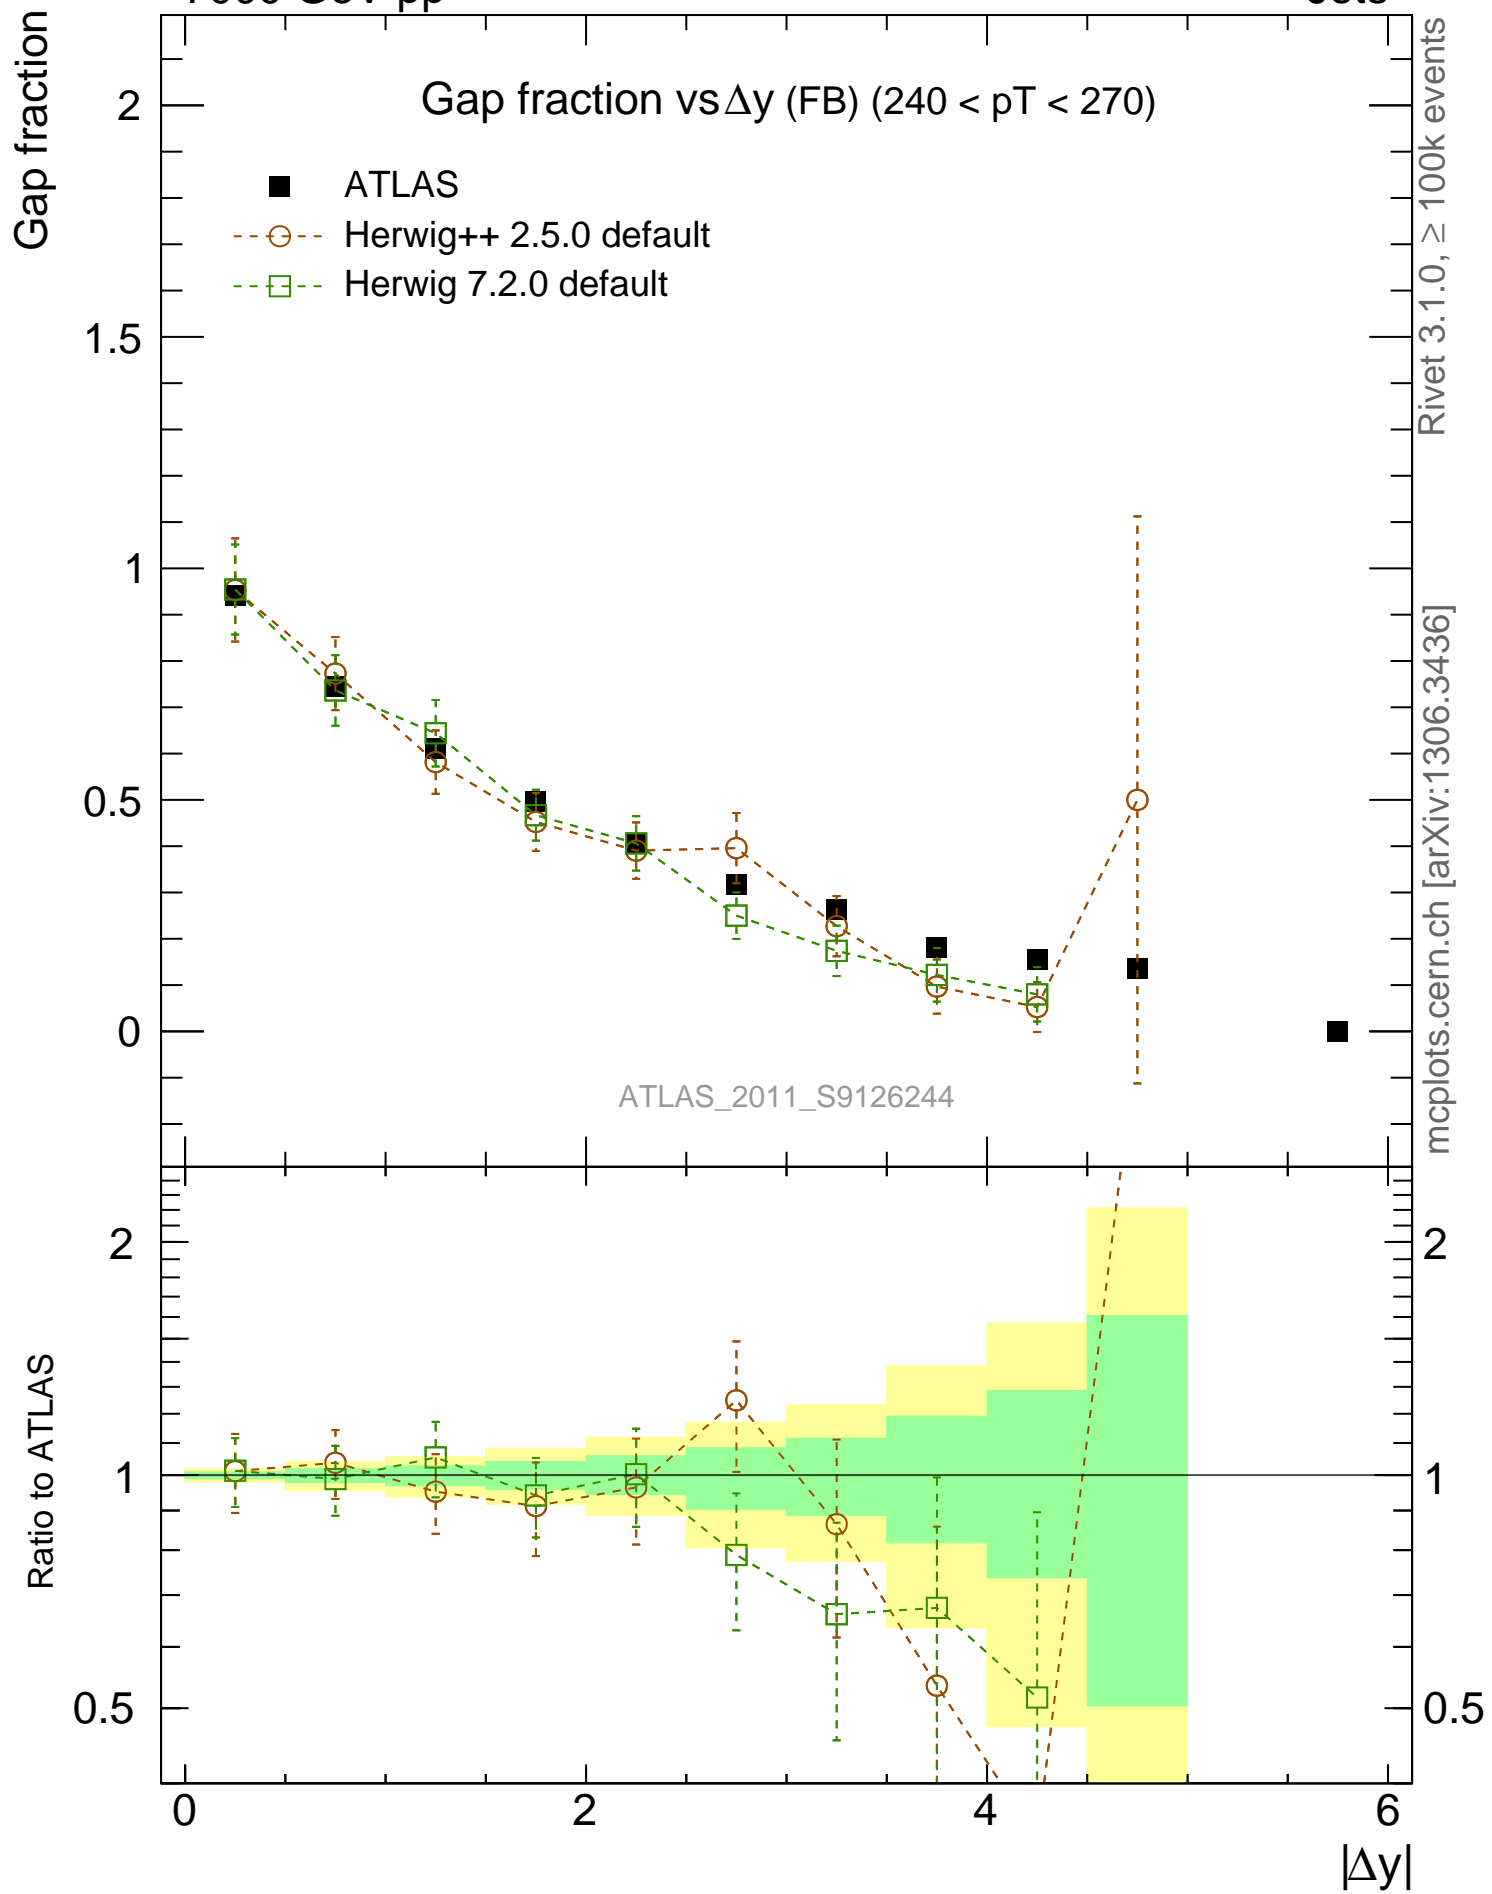 Gap fraction vs Δy (FB) (240 < pT < 270)
ATLAS
Herwig++ 2.5.0 default
Herwig 7.2.0 default
Gap fraction
2
1.5
1
0.5
0
ATLAS_2011_S9126244
Rivet 3.1.0, ≥ 100k events
mcplots.cern.ch [arXiv:1306.3436]
Ratio to ATLAS
2
1
0.5
2
1
0.5
0
2
4
6
|Δy|